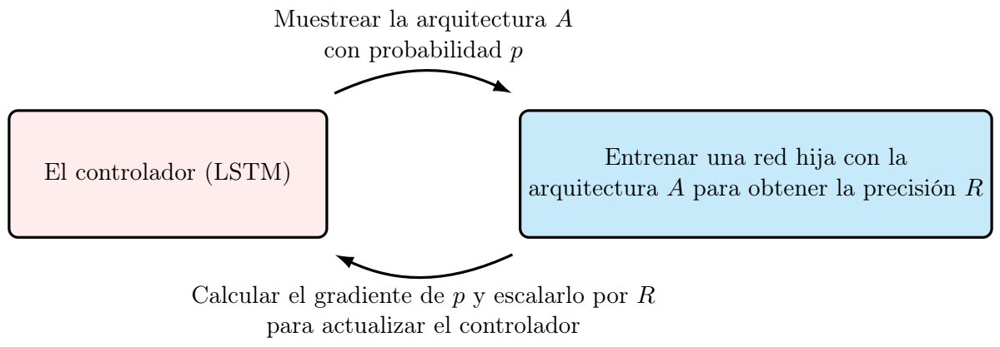 Muestrear la arquitectura A
con probabilidad p
El controlador (LSTM)
Entrenar una red hija con la
arquitectura A para obtener la precisión R
Calcular el gradiente de p y escalarlo por R
para actualizar el controlador